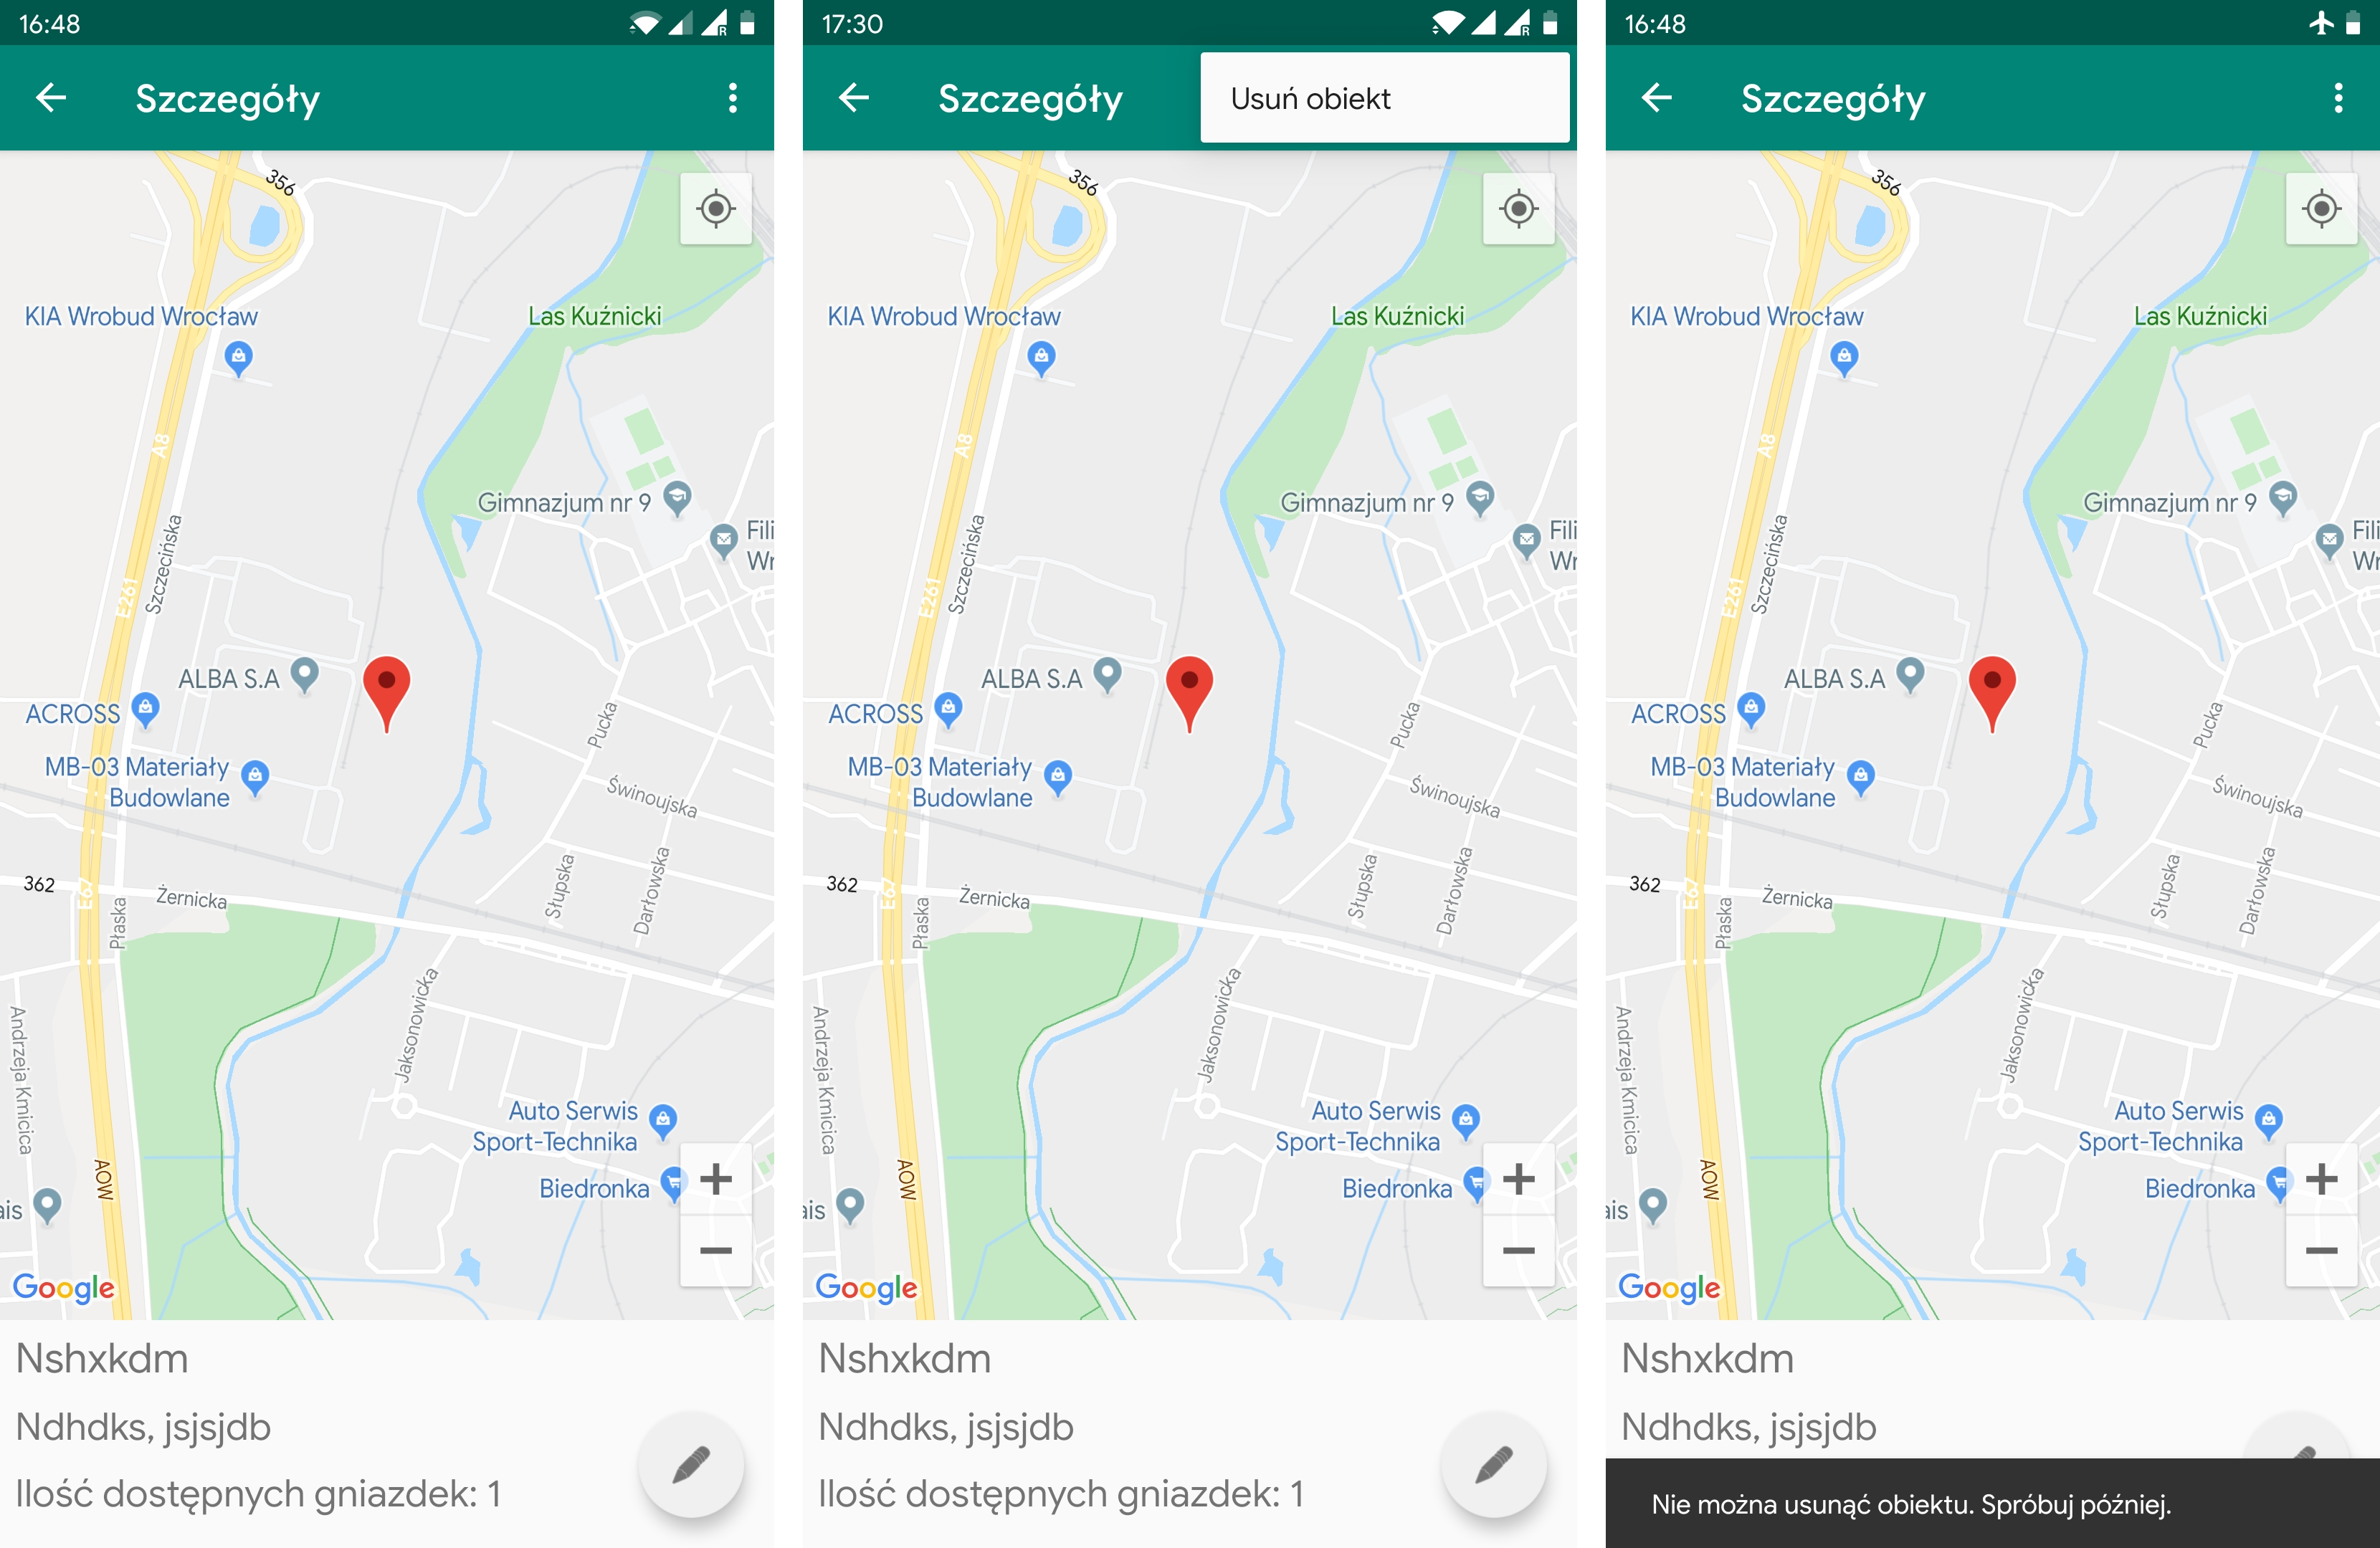 16:48
Szczegóły
356
KIA Wrobud Wrocław
Las Kuźnicki
A8
Gimnazjum nr 9
Fili
Wr
Szczecińska
E261
ALBA S.A
ACROSS
Pucka
MB-03 Materiały
Budowlane
Świnoujska
Słupska
Darłowska
362
E67
Żernicka
Płaska
Jaksonowicka
Andrzeja Kmicica
Auto Serwis
Sport-Technika
AOW
Biedronka
ais
+
−
Google
Nshxkdm
Ndhdks, jsjsjdb
Ilość dostępnych gniazdek: 1
17:30
Szczegóły
Usuń obiekt
356
KIA Wrobud Wrocław
Las Kuźnicki
A8
Gimnazjum nr 9
Fili
Wr
Szczecińska
E261
ALBA S.A
ACROSS
Pucka
MB-03 Materiały
Budowlane
Świnoujska
Słupska
Darłowska
362
E67
Żernicka
Płaska
Jaksonowicka
Andrzeja Kmicica
Auto Serwis
Sport-Technika
AOW
Biedronka
ais
+
−
Google
Nshxkdm
Ndhdks, jsjsjdb
Ilość dostępnych gniazdek: 1
16:48
Szczegóły
356
KIA Wrobud Wrocław
Las Kuźnicki
A8
Gimnazjum nr 9
Fili
Wr
Szczecińska
E261
ALBA S.A
ACROSS
Pucka
MB-03 Materiały
Budowlane
Świnoujska
Słupska
Darłowska
362
E67
Żernicka
Płaska
Jaksonowicka
Andrzeja Kmicica
Auto Serwis
Sport-Technika
AOW
Biedronka
ais
+
−
Google
Nshxkdm
Ndhdks, jsjsjdb
Nie można usunąć obiektu. Spróbuj później.